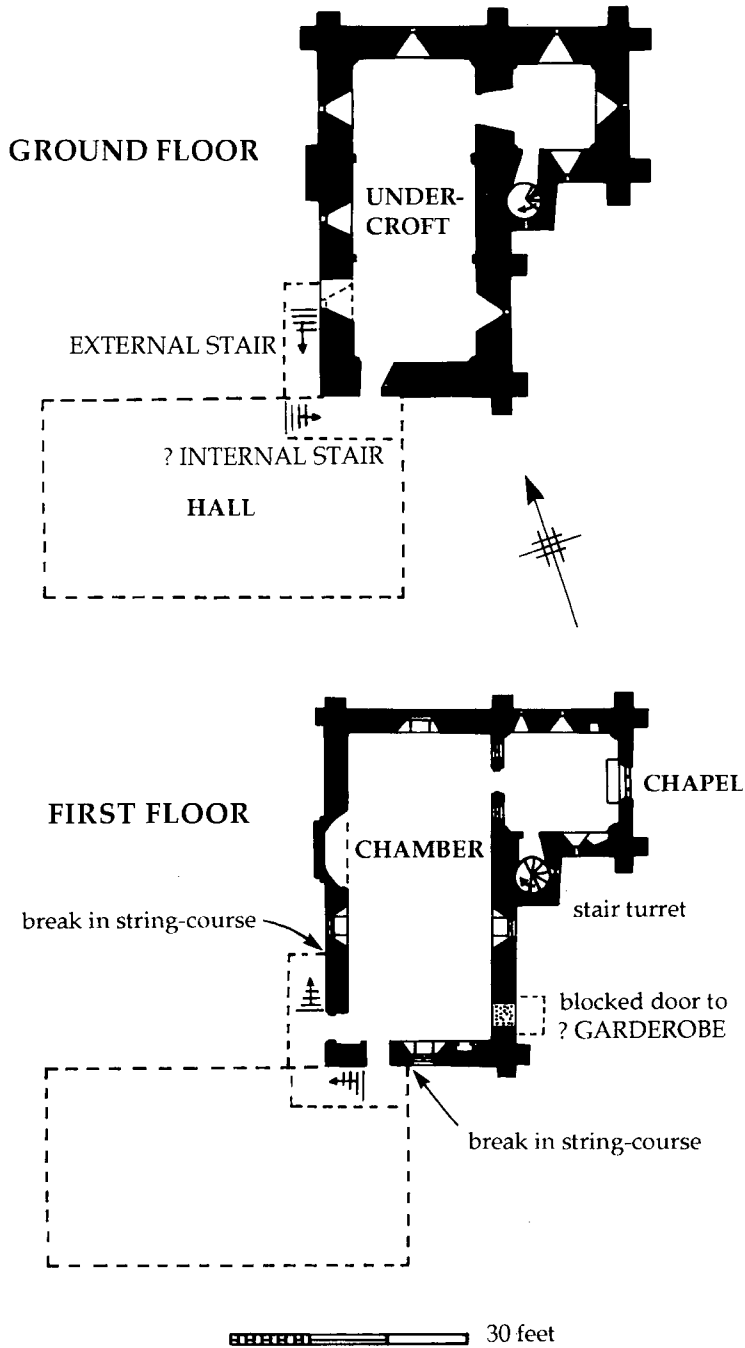 GROUND FLOOR
UNDER-
CROFT
EXTERNAL STAIR
? INTERNAL STAIR
HALL
FIRST FLOOR
CHAPEL
CHAMBER
break in string-course
stair turret
blocked door to
? GARDEROBE
break in string-course
30 feet